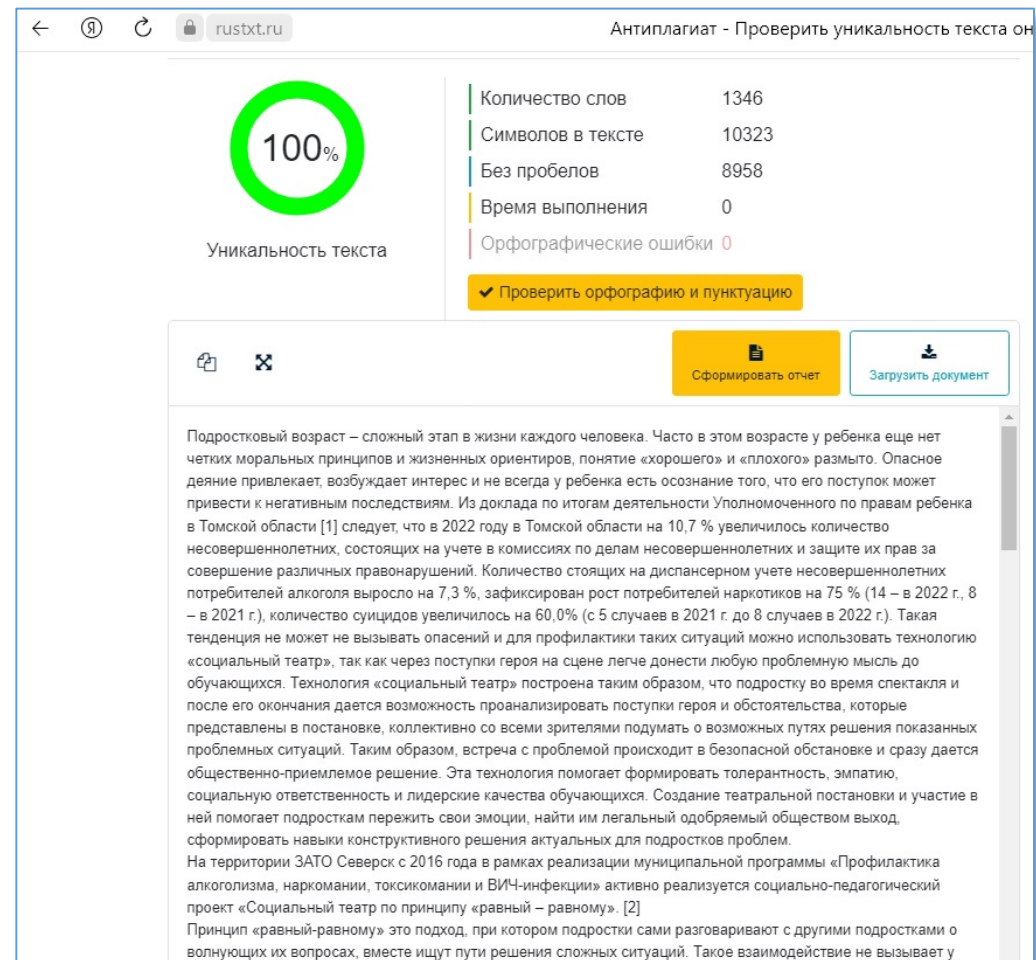 rustxt.ru
Антиплагиат - Проверить уникальность текста он
100%
Уникальность текста
Количество слов 1346
Символов в тексте 10323
Без пробелов 8958
Время выполнения 0
Орфографические ошибки 0
Проверить орфографию и пунктуацию
Сформировать отчет
Загрузить документ
Подростковый возраст – сложный этап в жизни каждого человека. Часто в этом возрасте у ребенка еще нет
четких моральных принципов и жизненных ориентиров, понятие «хорошего» и «плохого» размыто. Опасное
деяние привлекает, возбуждает интерес и не всегда у ребенка есть осознание того, что его поступок может
привести к негативным последствиям. Из доклада по итогам деятельности Уполномоченного по правам ребенка
в Томской области [1] следует, что в 2022 году в Томской области на 10,7 % увеличилось количество
несовершеннолетних, состоящих на учете в комиссиях по делам несовершеннолетних и защите их прав за
совершение различных правонарушений. Количество стоящих на диспансерном учете несовершеннолетних
потребителей алкоголя выросло на 7,3 %, зафиксирован рост потребителей наркотиков на 75 % (14 – в 2022 г., 8
– в 2021 г.), количество суицидов увеличилось на 60,0% (с 5 случаев в 2021 г. до 8 случаев в 2022 г.). Такая
тенденция не может не вызывать опасений и для профилактики таких ситуаций можно использовать технологию
«социальный театр», так как через поступки героя на сцене легче донести любую проблемную мысль до
обучающихся. Технология «социальный театр» построена таким образом, что подростку во время спектакля и
после его окончания дается возможность проанализировать поступки героя и обстоятельства, которые
представлены в постановке, коллективно со всеми зрителями подумать о возможных путях решения показанных
проблемных ситуаций. Таким образом, встреча с проблемой происходит в безопасной обстановке и сразу дается
общественно-приемлемое решение. Эта технология помогает формировать толерантность, эмпатию,
социальную ответственность и лидерские качества обучающихся. Создание театральной постановки и участие в
ней помогает подросткам пережить свои эмоции, найти им легальный одобряемый обществом выход,
сформировать навыки конструктивного решения актуальных для подростков проблем.
На территории ЗАТО Северск с 2016 года в рамках реализации муниципальной программы «Профилактика
алкоголизма, наркомании, токсикомании и ВИЧ-инфекции» активно реализуется социально-педагогический
проект «Социальный театр по принципу «равный – равному». [2]
Принцип «равный-равному» это подход, при котором подростки сами разговаривают с другими подростками о
волнующих их вопросах, вместе ищут пути решения сложных ситуаций. Такое взаимодействие не вызывает у